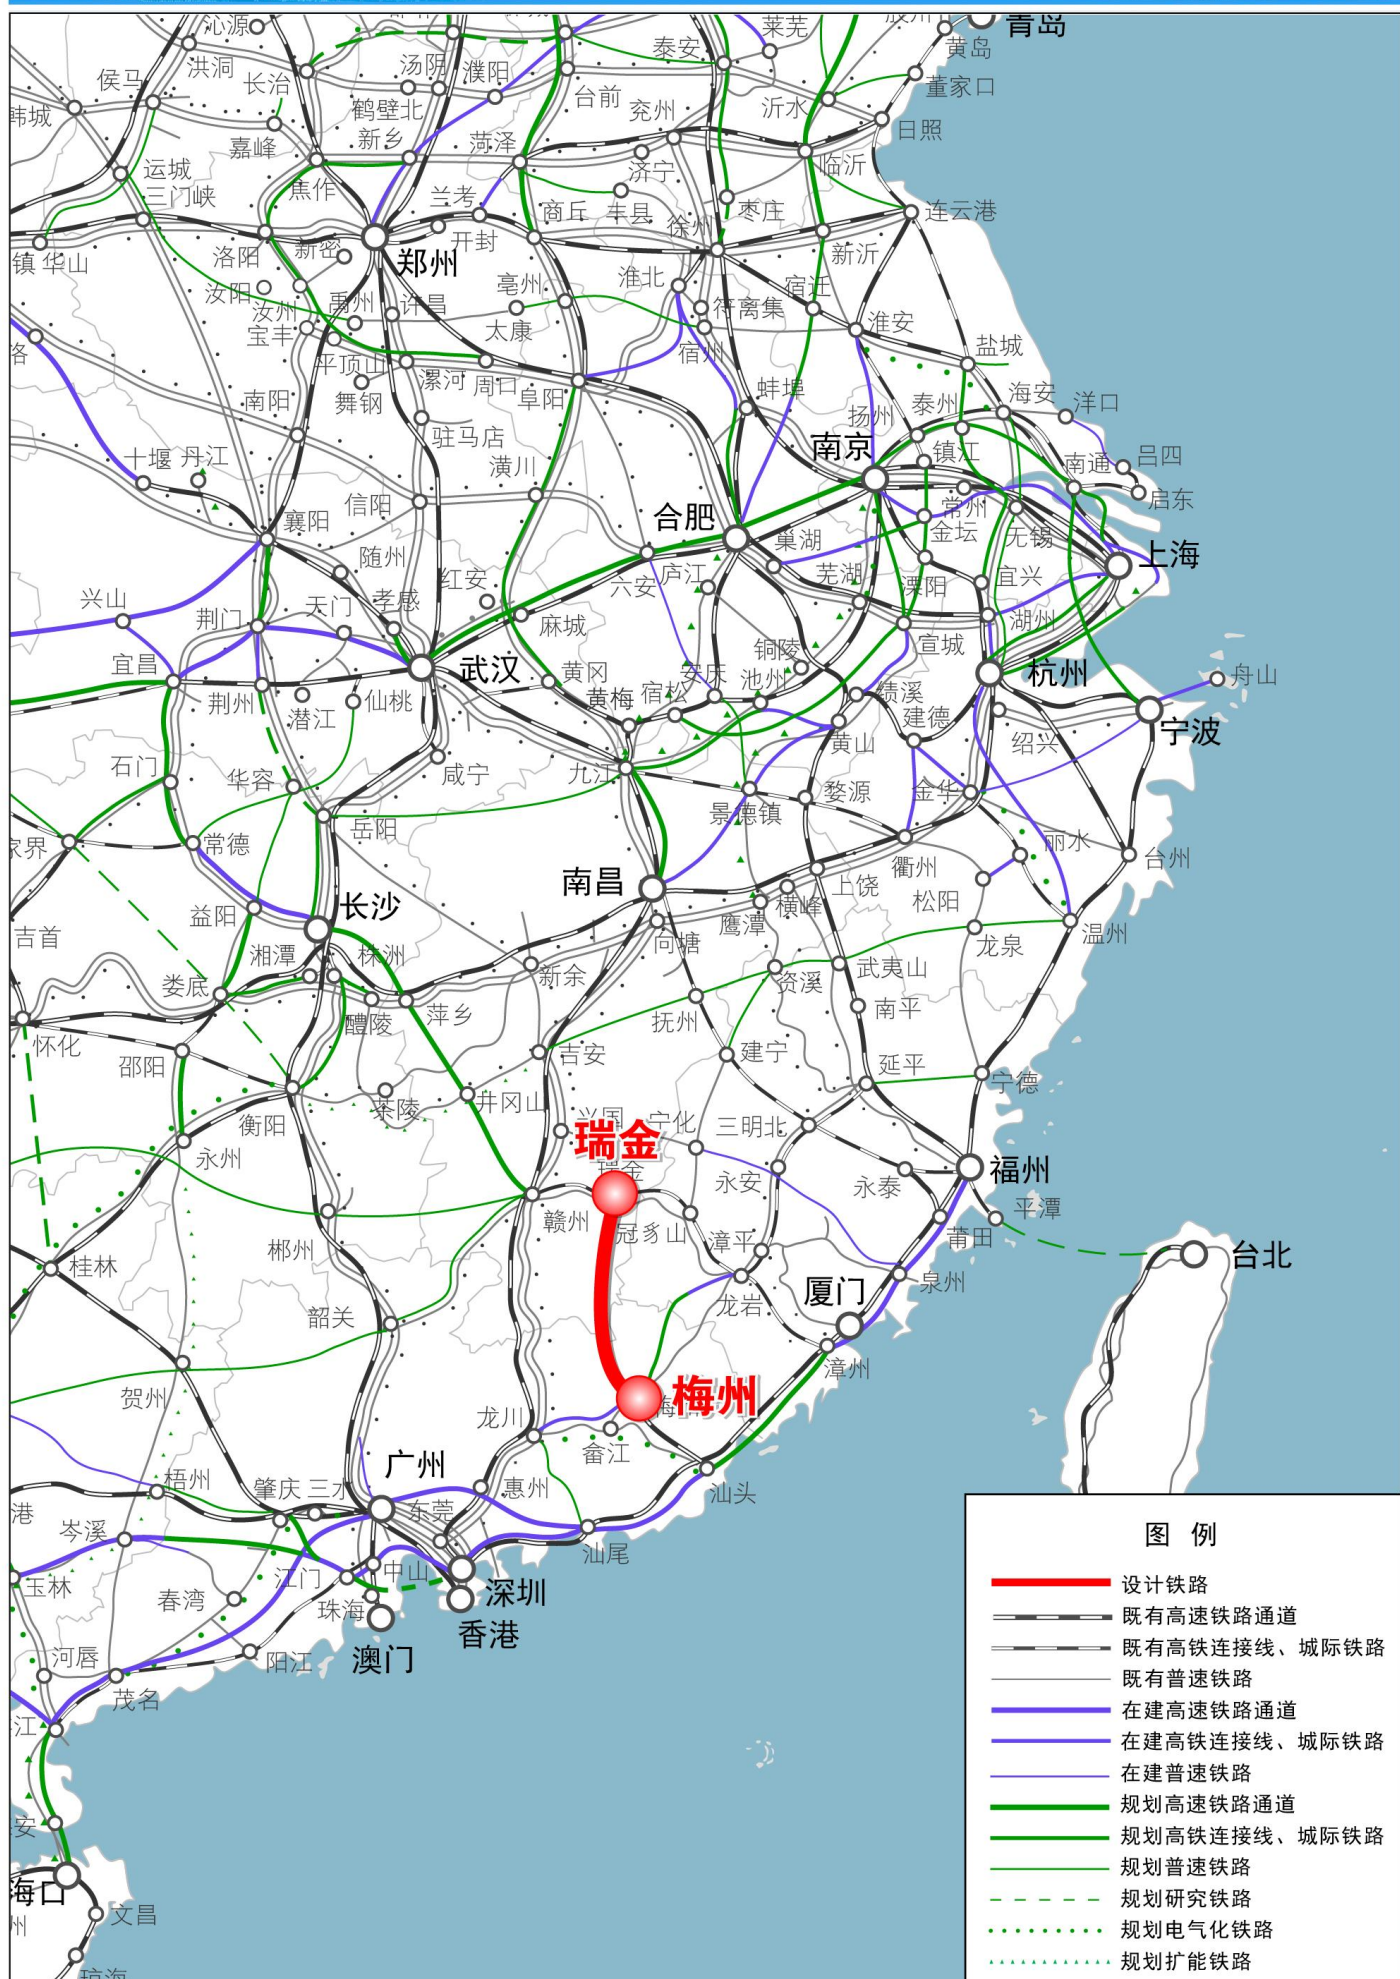 青岛
沁源
莱芜
泰安
黄岛
洪洞
汤阴
侯马
长治
濮阳
台前
董家口
韩城
鹤壁北
兖州
沂水
日照
嘉峰
新乡
菏泽
运城
焦作
济宁
临沂
三门峡
兰考
商丘
丰县
枣庄
连云港
徐州
洛阳
新密
开封
新沂
镇
华山
郑州
淮北
汝阳
亳州
宿迁
汝州
禹州
许昌
符离集
淮安
宝丰
太康
宿州
盐城
洛
平顶山
漯河
周口
阜阳
蚌埠
南阳
舞钢
扬州
泰州
海安
洋口
驻马店
南京
镇江
十堰
丹江
潢川
南通
吕四
信阳
常州
启东
襄阳
合肥
金坛
无锡
随州
巢湖
上海
红安
六安
庐江
芜湖
溧阳
宜兴
兴山
荆门
天门
孝感
麻城
湖州
宣城
宜昌
武汉
黄冈
铜陵
杭州
舟山
荆州
潜江
仙桃
黄梅
宿松
安庆
池州
绩溪
建德
绍兴
宁波
石门
华容
咸宁
九江
黄山
岳阳
景德镇
婺源
金华
家界
常德
衢州
丽水
台州
南昌
上饶
益阳
长沙
鹰潭
横峰
松阳
吉首
湘潭
株洲
向塘
龙泉
温州
娄底
新余
资溪
武夷山
醴陵
萍乡
抚州
南平
怀化
邵阳
吉安
建宁
延平
宁德
茶陵
井冈山
衡阳
兴国
宁化
三明北
永州
瑞金
瑞金
永安
永泰
福州
平潭
赣州
冠豸山
漳平
莆田
郴州
台北
桂林
泉州
厦门
龙岩
韶关
漳州
贺州
梅州
龙川
畲江
广州
梧州
肇庆
三水
惠州
汕头
港
东莞
岑溪
汕尾
玉林
江门
中山
深圳
春湾
珠海
香港
河唇
阳江
澳门
茂名
江
安
海口
州
文昌
琼海
图 例
设计铁路
既有高速铁路通道
既有高铁连接线、城际铁路
既有普速铁路
在建高速铁路通道
在建高铁连接线、城际铁路
在建普速铁路
规划高速铁路通道
规划高铁连接线、城际铁路
规划普速铁路
规划研究铁路
规划电气化铁路
规划扩能铁路